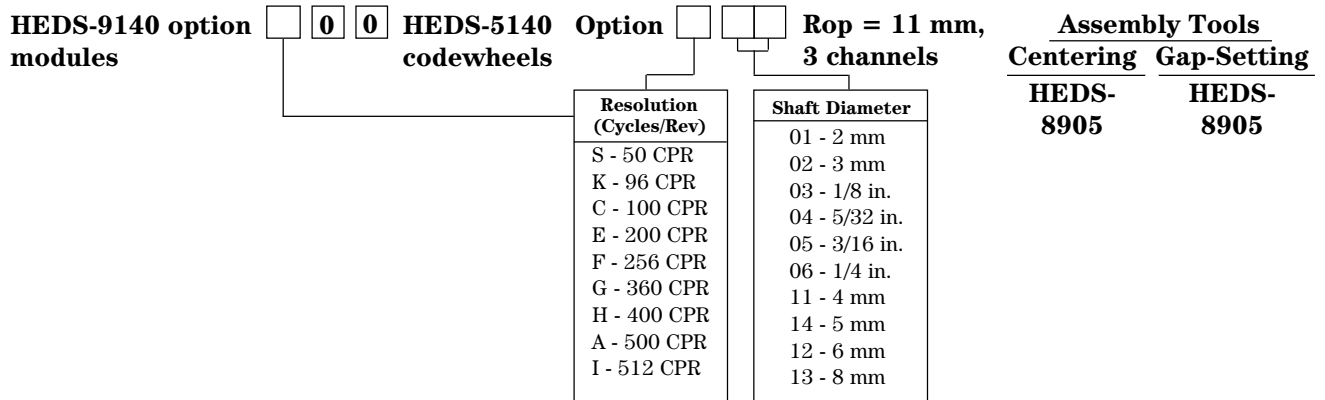 HEDS-9140 option 0 0 HEDS-5140 Option Rop = 11 mm, Assembly Tools
modules codewheels 3 channels Centering Gap-Setting
HEDS- HEDS-
8905 8905
Resolution
(Cycles/Rev)
S - 50 CPR
K - 96 CPR
C - 100 CPR
E - 200 CPR
F - 256 CPR
G - 360 CPR
H - 400 CPR
A - 500 CPR
I - 512 CPR
Shaft Diameter
01 - 2 mm
02 - 3 mm
03 - 1/8 in.
04 - 5/32 in.
05 - 3/16 in.
06 - 1/4 in.
11 - 4 mm
14 - 5 mm
12 - 6 mm
13 - 8 mm